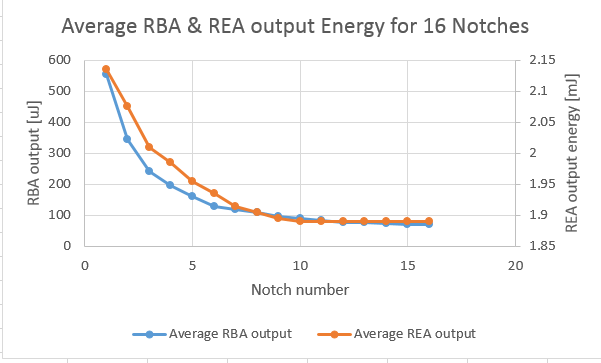 Average RBA & REA output Energy for 16 Notches
600 2.15
500 2.1
400 2.05
300 2
200 1.95
100 1.9
0 1.85
RBA output [uJ]
REA output energy [mJ]
0 5 10 15 20
Notch number
Average RBA output Average REA output